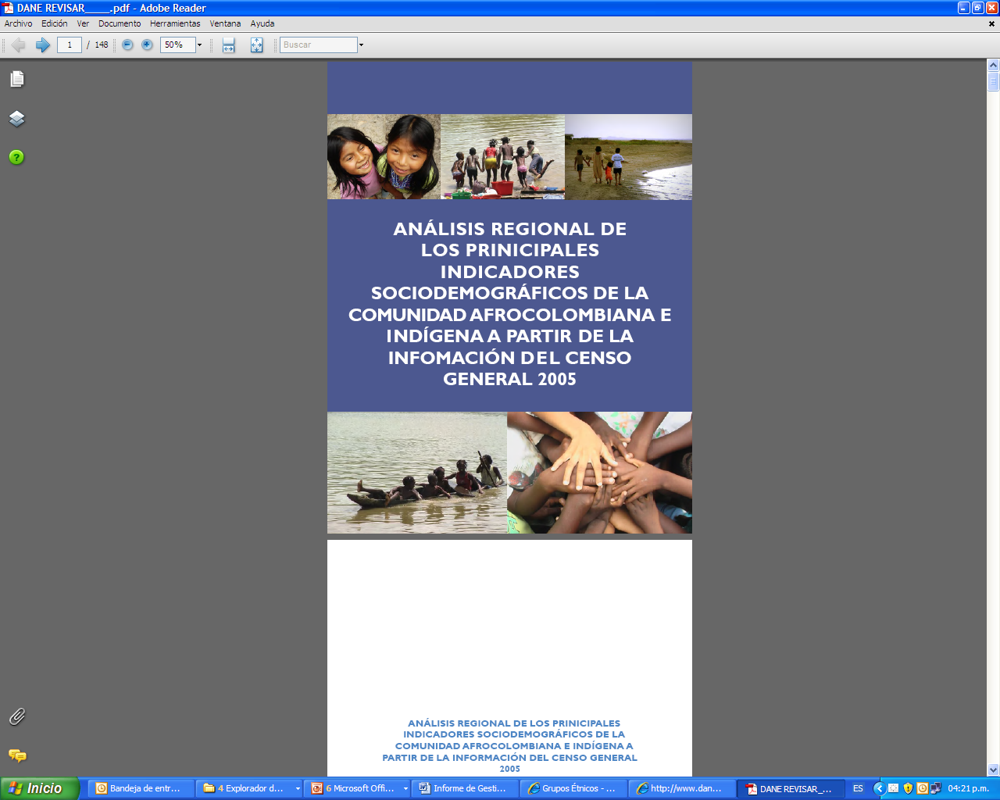 DANE REVISAR_____.pdf - Adobe Reader
Archivo Edición Ver Documento Herramientas Ventana Ayuda
1 / 148 50% Buscar
ANÁLISIS REGIONAL DE
LOS PRINICIPALES
INDICADORES
SOCIODEMOGRÁFICOS DE LA
COMUNIDAD AFROCOLOMBIANA E
INDÍGENA A PARTIR DE LA
INFOMACIÓN DEL CENSO
GENERAL 2005
ANÁLISIS REGIONAL DE LOS PRINICIPALES
INDICADORES SOCIODEMOGRÁFICOS DE LA
COMUNIDAD AFROCOLOMBIANA E INDÍGENA A
PARTIR DE LA INFORMACIÓN DEL CENSO GENERAL
2005
Inicio Bandeja de entr... 4 Explorador d... 6 Microsoft Offi... Informe de Gesti... Grupos Étnicos - ... http://www.dan... DANE REVISAR_... ES 04:21 p.m.